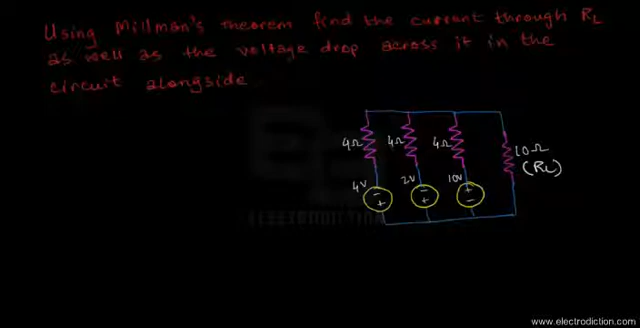 Using Millman's Theorem find the current through RL
as well as the voltage drop across it in the
circuit alongside
4Ω 4Ω 4Ω 10Ω
(RL)
4V 2V 10V
- - +
+ + -
ELECTRODICTION
www.electrodiction.com